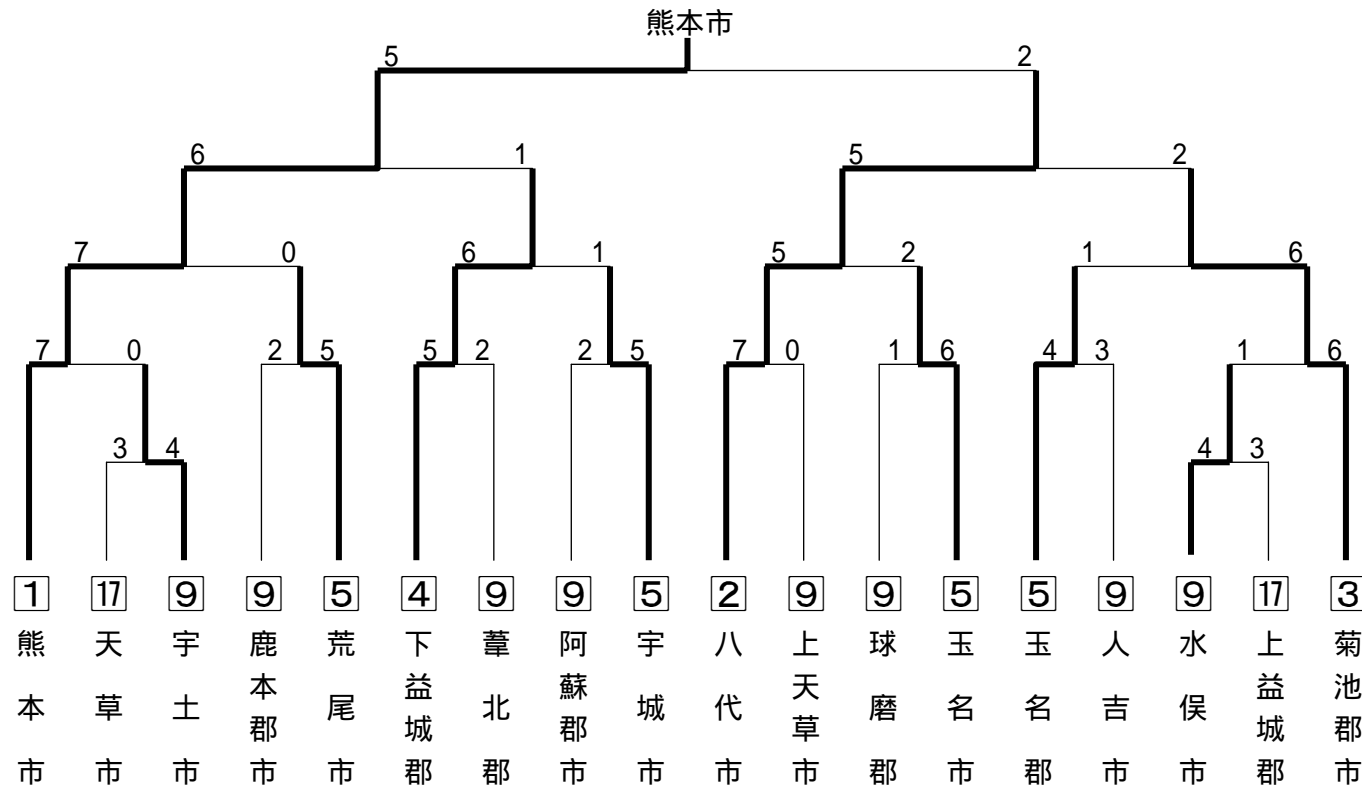 熊本市
5 2
6 1 5 2
7 0 6 1 5 2 1 6
7 0 2 5 5 2 2 5 7 0 1 6 4 3 1 6
3 4 4 3
1 17 9 9 5 4 9 9 5 2 9 9 5 5 9 9 17 3
熊本市
天草市
宇土市
鹿本郡市
荒尾市
下益城郡
葦北郡
阿蘇郡市
宇城市
八代市
上天草市
球磨郡
玉名市
玉名郡
人吉市
水俣市
上益城郡
菊池郡市